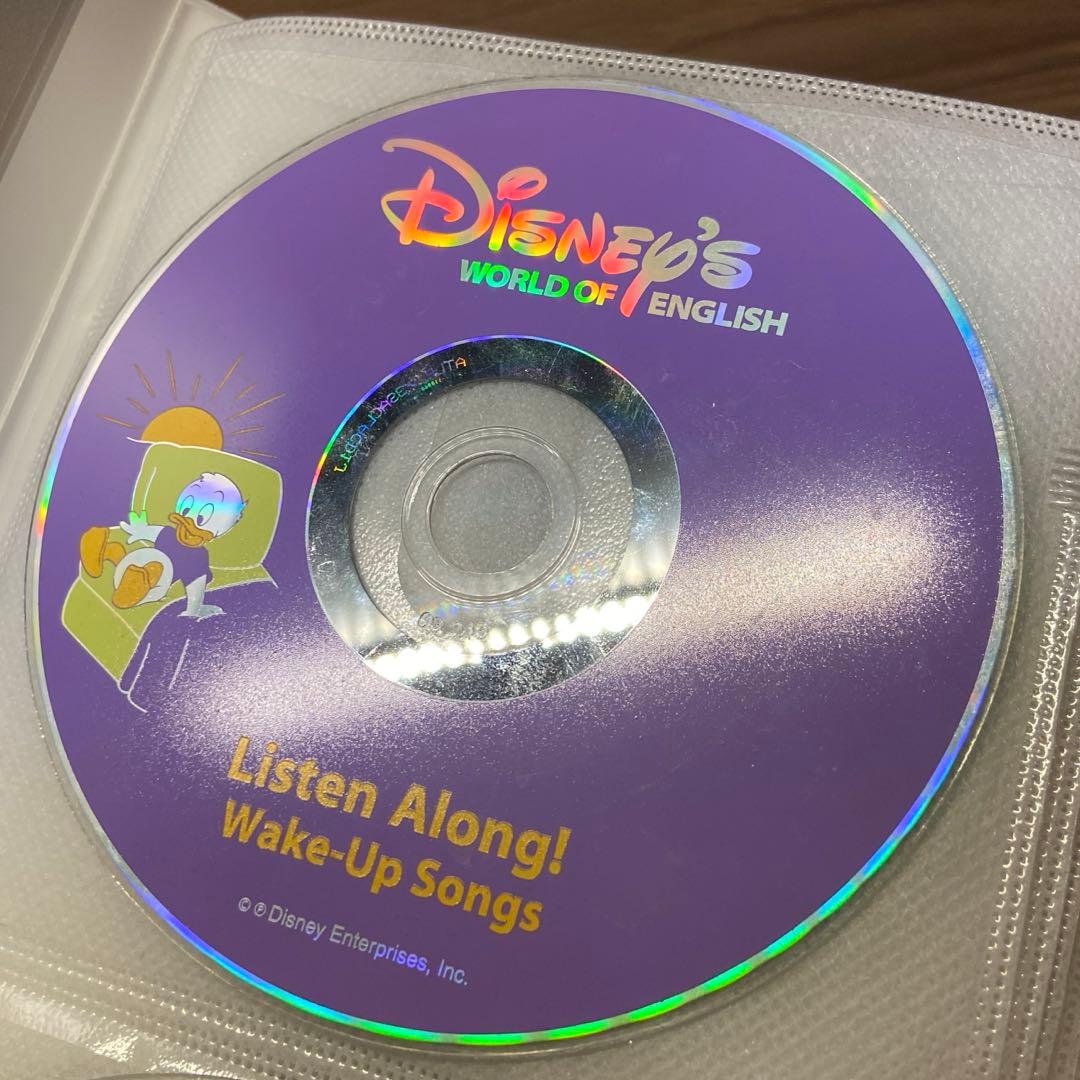 Disney's
WORLD OF ENGLISH
Listen Along!
Wake-Up Songs
© ℗ Disney Enterprises, Inc.